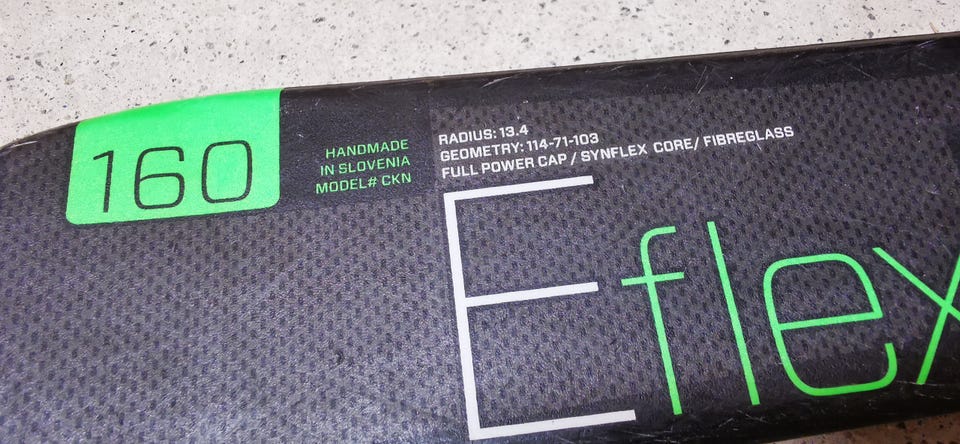 160
HANDMADE
IN SLOVENIA
MODEL# CKN
RADIUS: 13.4
GEOMETRY: 114-71-103
FULL POWER CAP / SYNFLEX CORE/ FIBREGLASS
Eflex